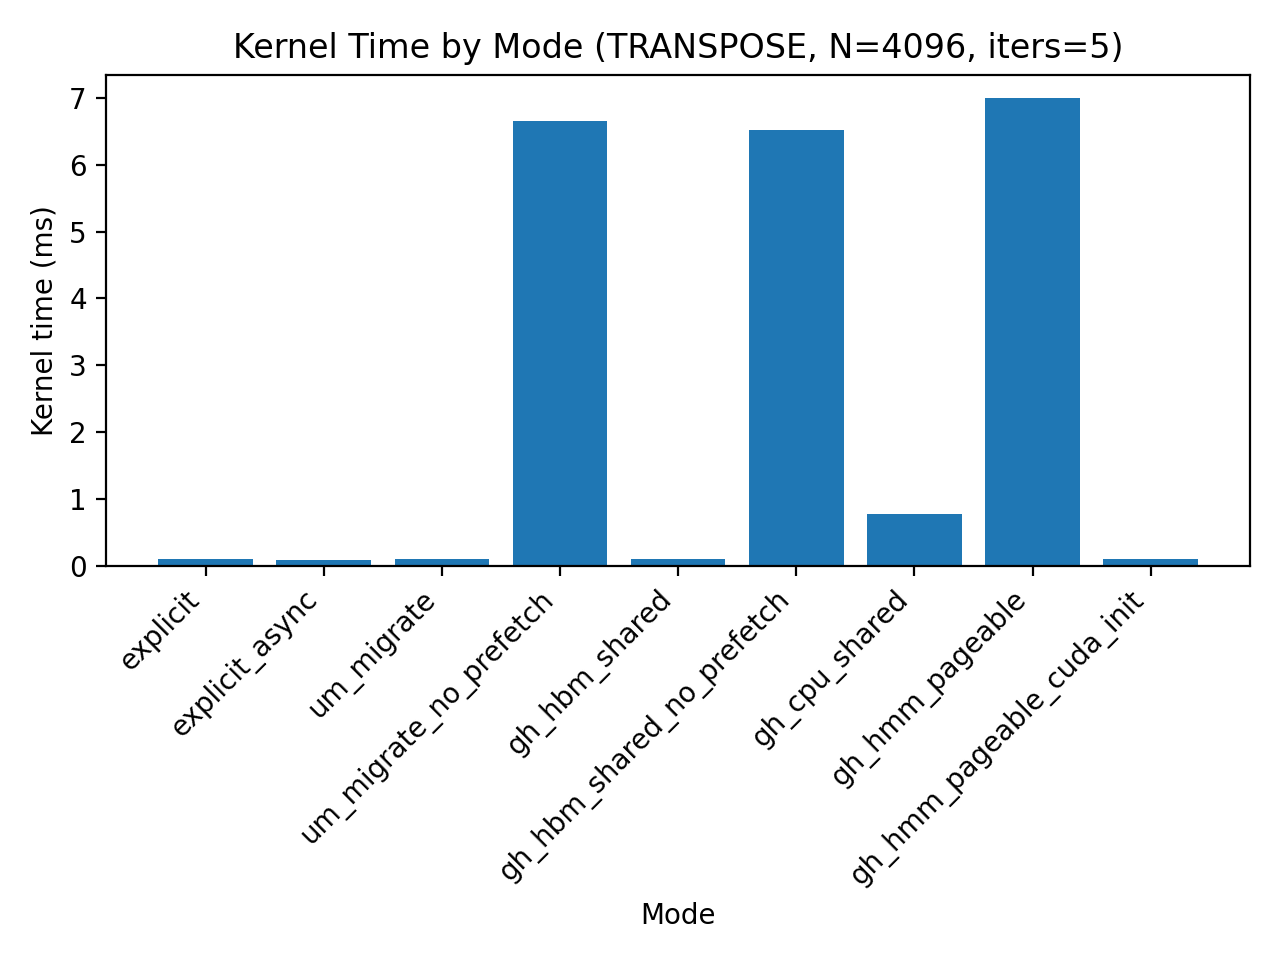 Kernel Time by Mode (TRANSPOSE, N=4096, iters=5)
Kernel time (ms)
7
6
5
4
3
2
1
0
explicit
explicit_async
um_migrate
um_migrate_no_prefetch
gh_hbm_shared
gh_hbm_shared_no_prefetch
gh_cpu_shared
gh_hmm_pageable
gh_hmm_pageable_cuda_init
Mode